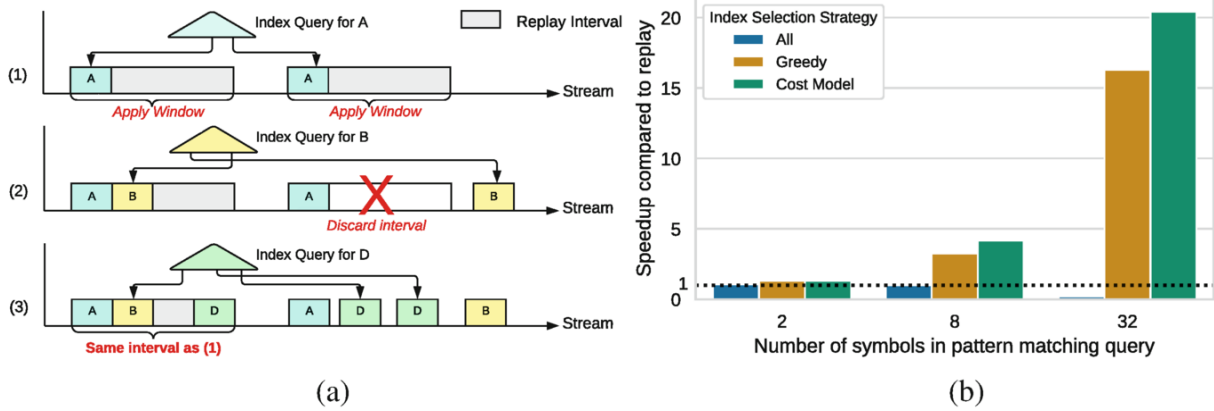 Index Query for A
Replay Interval
(1)
A
A
Stream
Apply Window
Apply Window
Index Query for B
(2)
A
B
A
X
B
Stream
Discard interval
Index Query for D
(3)
A
B
D
A
D
D
B
Stream
Same interval as (1)
(a)
Speedup compared to replay
20
15
10
5
1
0
Index Selection Strategy
All
Greedy
Cost Model
2
8
32
Number of symbols in pattern matching query
(b)